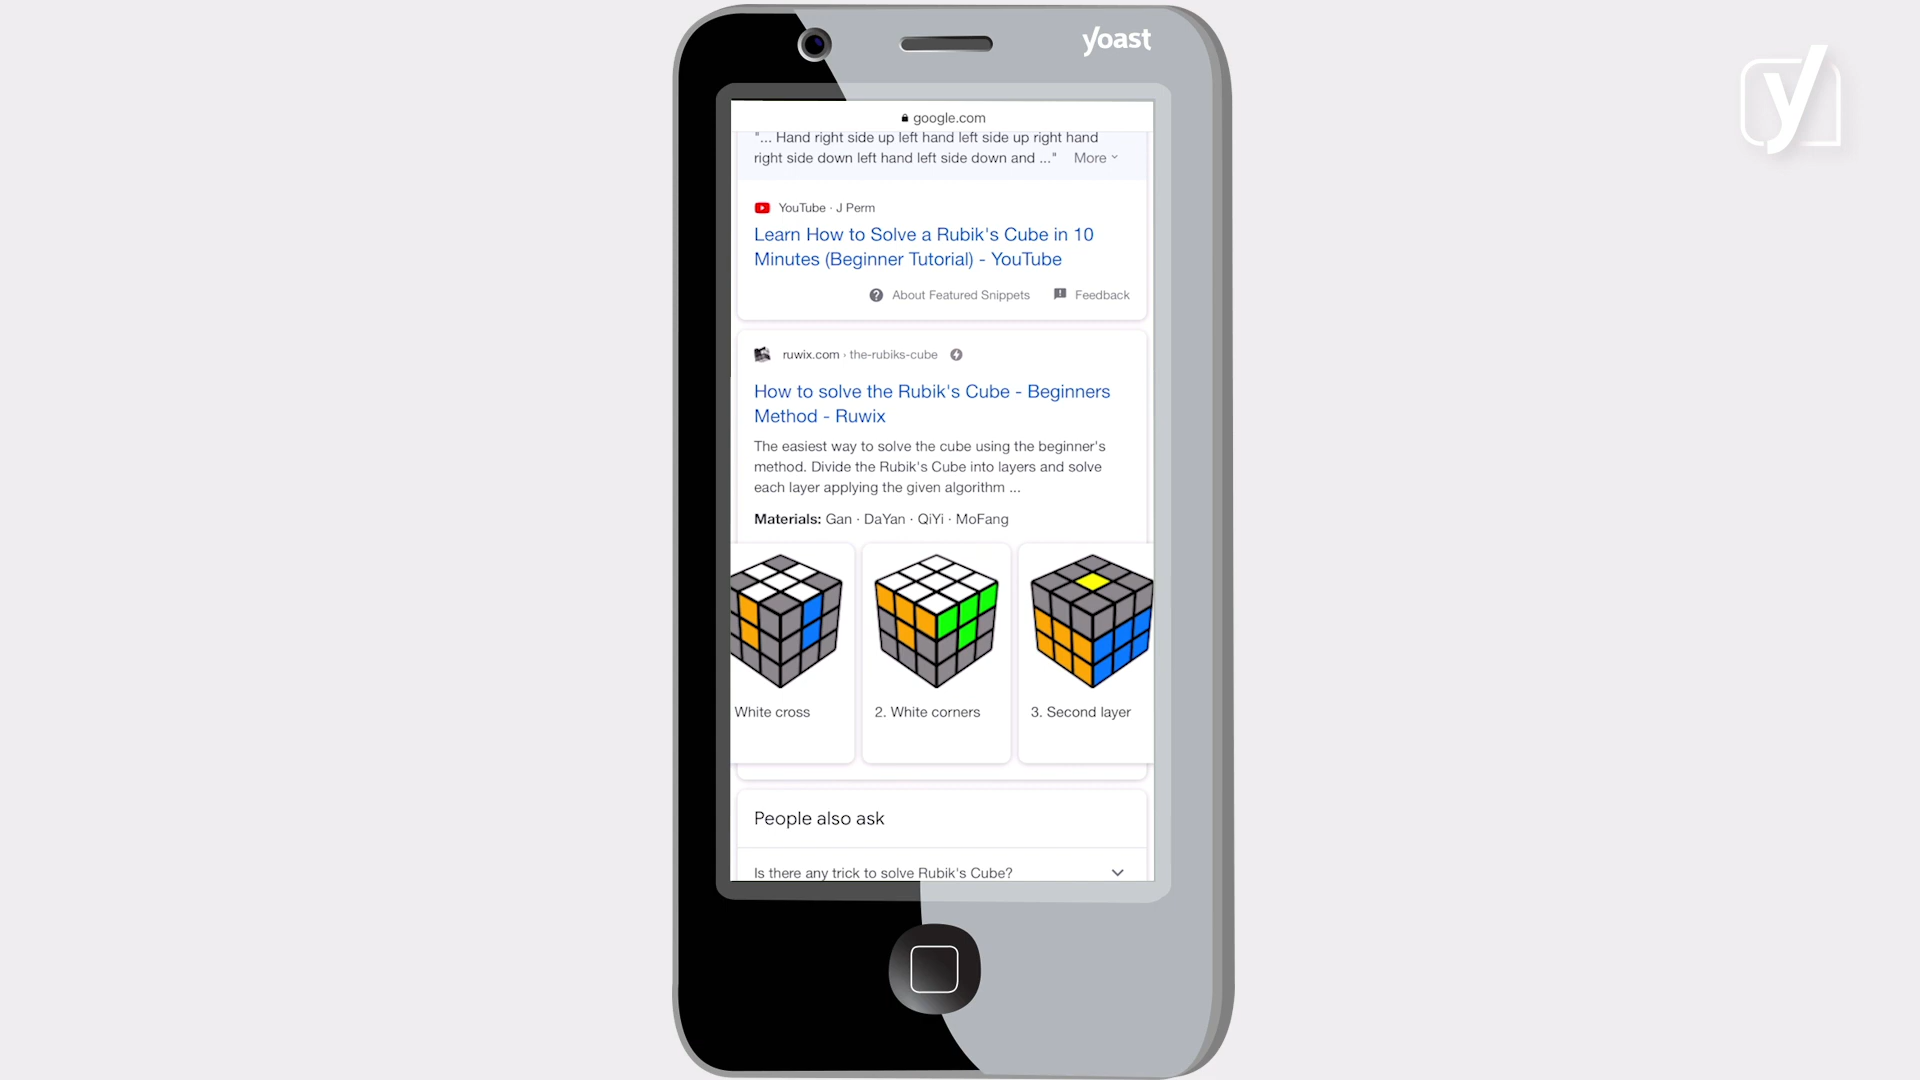 yoast
google.com
"... Hand right side up left hand left side up right hand
right side down left hand left side down and ..." More
YouTube · J Perm
Learn How to Solve a Rubik's Cube in 10
Minutes (Beginner Tutorial) - YouTube
About Featured Snippets Feedback
ruwix.com › the-rubiks-cube
How to solve the Rubik's Cube - Beginners
Method - Ruwix
The easiest way to solve the cube using the beginner's
method. Divide the Rubik's Cube into layers and solve
each layer applying the given algorithm ...
Materials: Gan · DaYan · QiYi · MoFang
White cross
2. White corners
3. Second layer
People also ask
Is there any trick to solve Rubik's Cube?
y